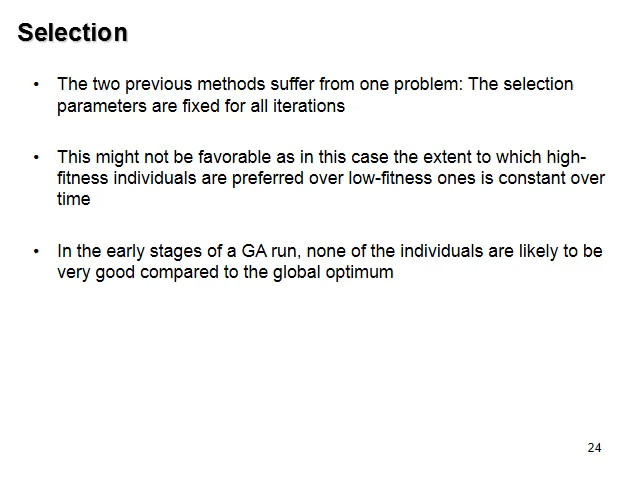 Selection
• The two previous methods suffer from one problem: The selection
parameters are fixed for all iterations
• This might not be favorable as in this case the extent to which high-
fitness individuals are preferred over low-fitness ones is constant over
time
• In the early stages of a GA run, none of the individuals are likely to be
very good compared to the global optimum
24